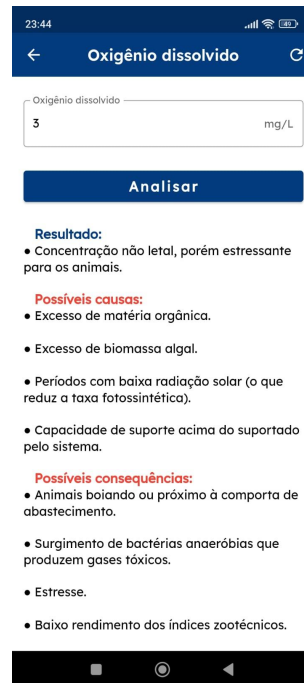 23:44
49
Oxigênio dissolvido
Oxigênio dissolvido
3 mg/L
Analisar
Resultado:
● Concentração não letal, porém estressante
para os animais.
Possíveis causas:
● Excesso de matéria orgânica.
● Excesso de biomassa algal.
● Períodos com baixa radiação solar (o que
reduz a taxa fotossintética).
● Capacidade de suporte acima do suportado
pelo sistema.
Possíveis consequências:
● Animais boiando ou próximo à comporta de
abastecimento.
● Surgimento de bactérias anaeróbias que
produzem gases tóxicos.
● Estresse.
● Baixo rendimento dos índices zootécnicos.